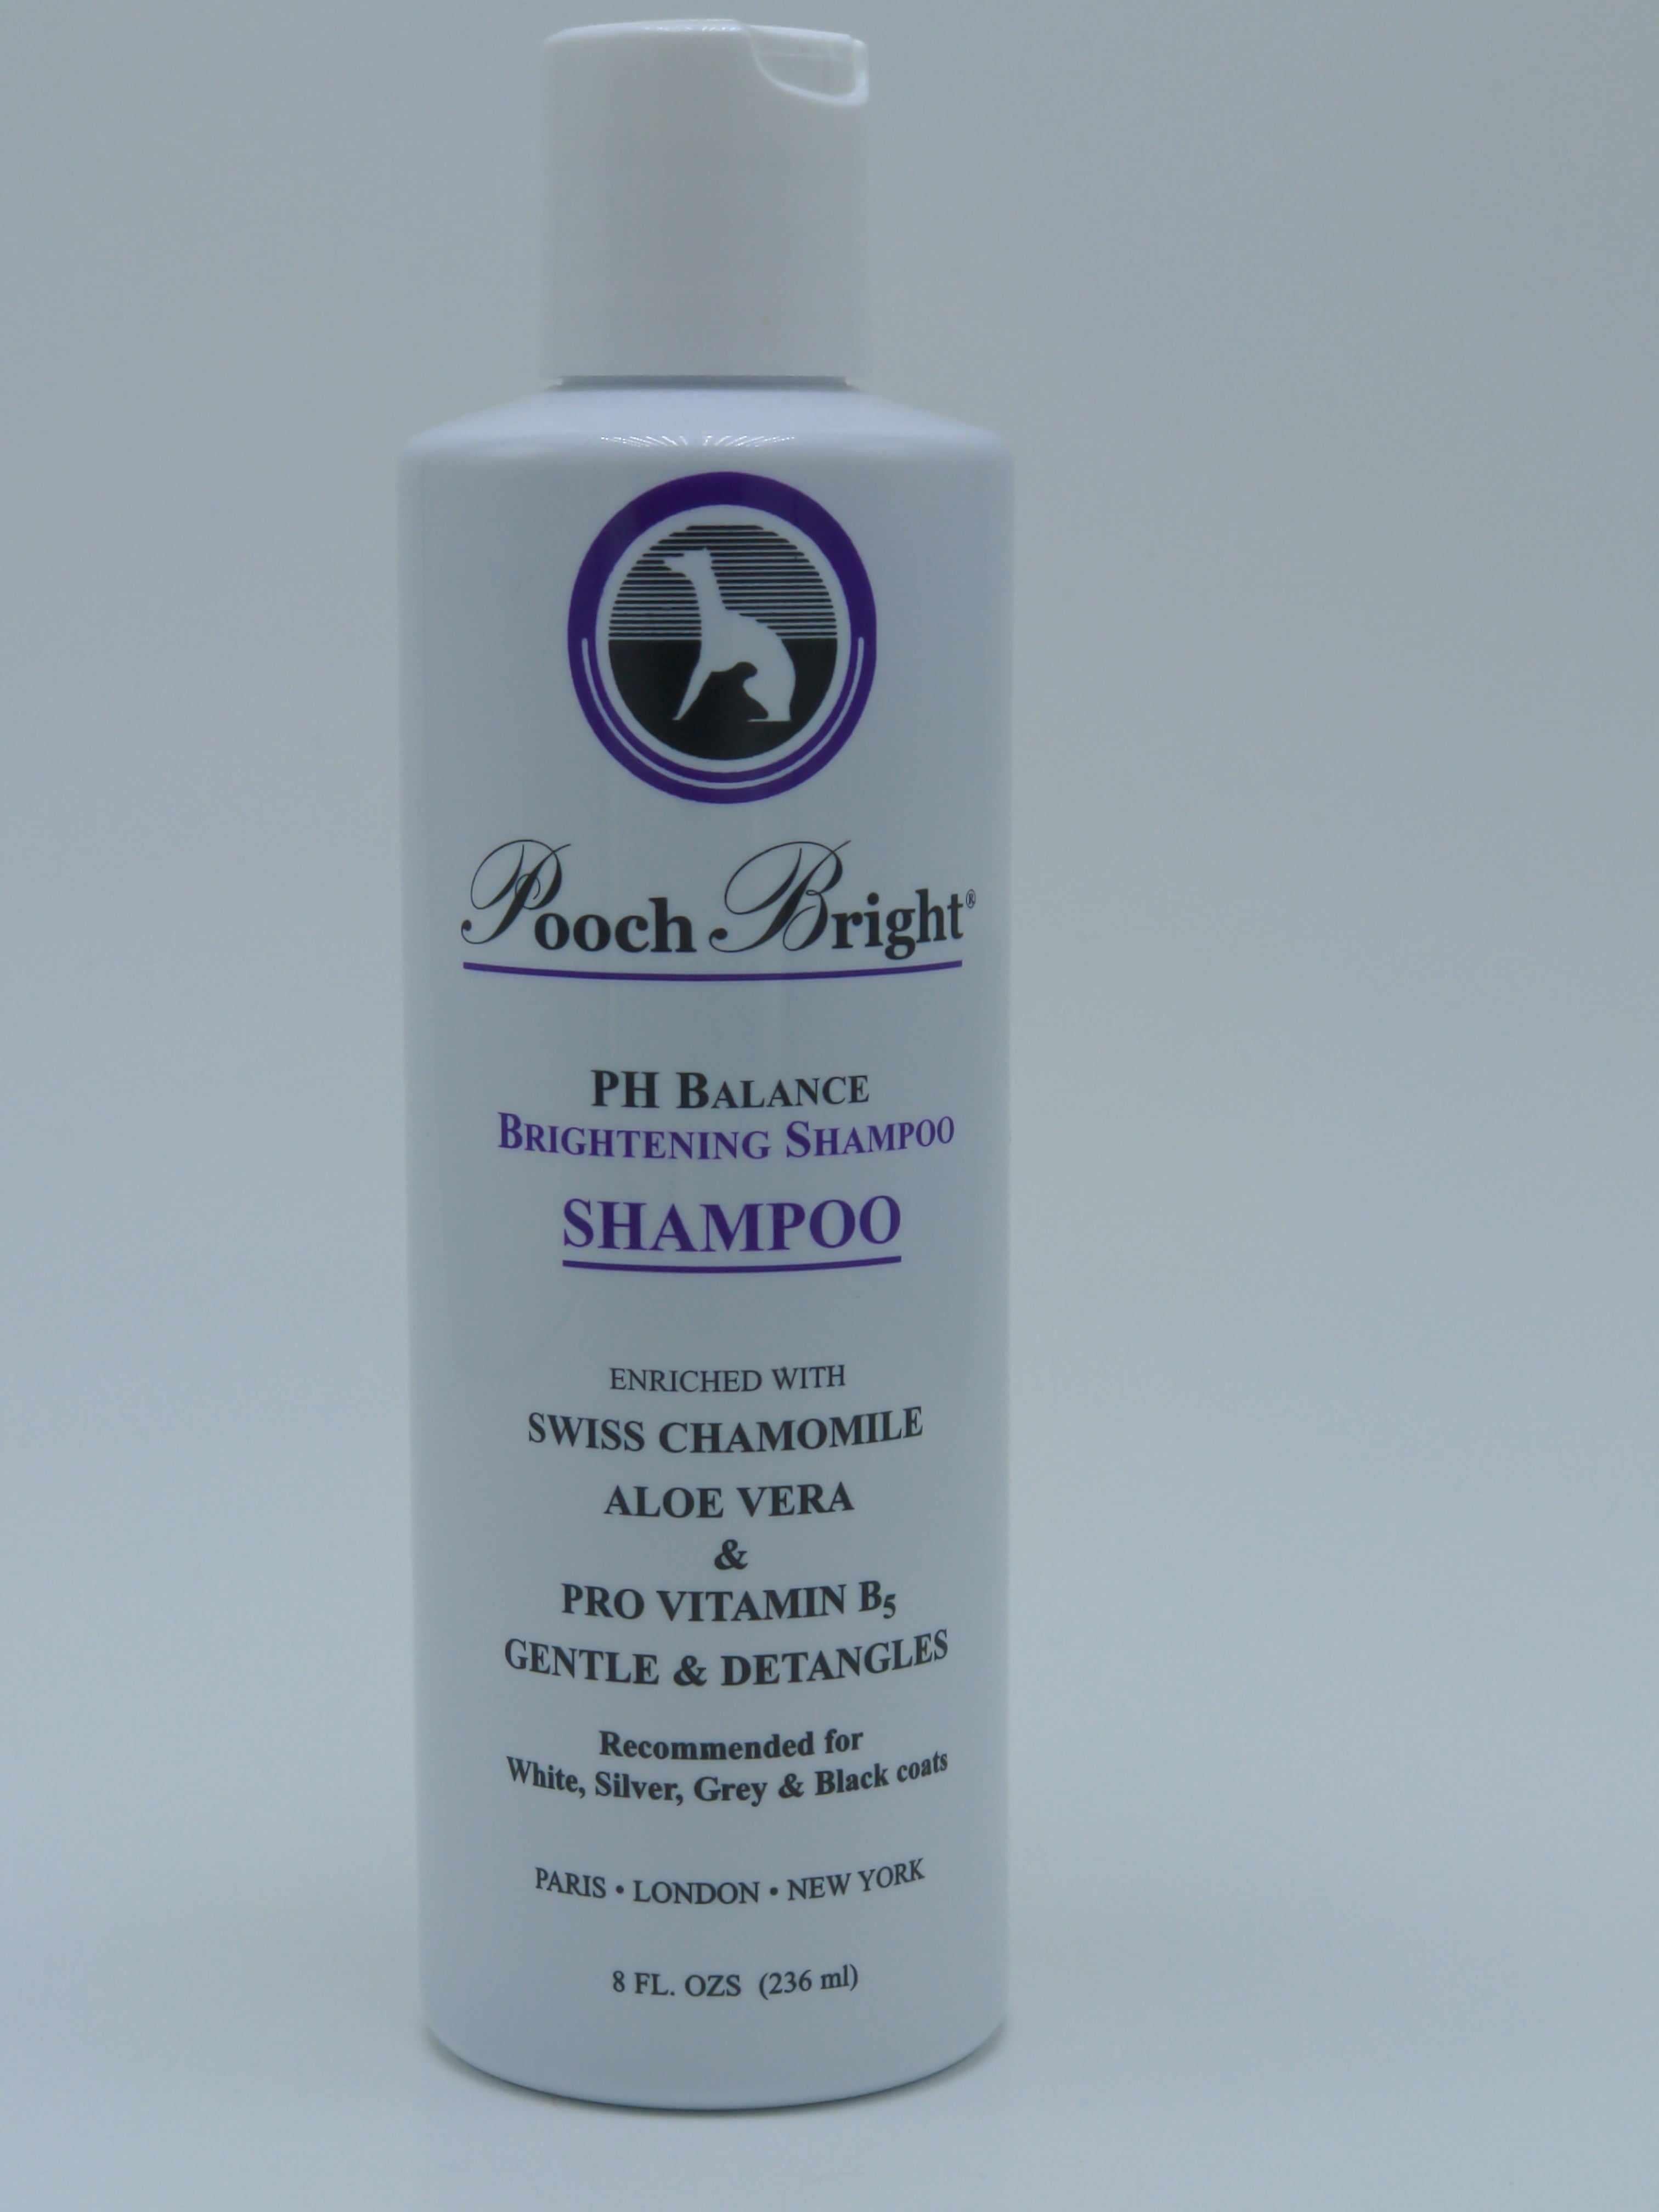 Pooch Bright®
PH BALANCE
BRIGHTENING SHAMPOO
SHAMPOO
ENRICHED WITH
SWISS CHAMOMILE
ALOE VERA
&
PRO VITAMIN B5
GENTLE & DETANGLES
Recommended for
White, Silver, Grey & Black coats
PARIS • LONDON • NEW YORK
8 FL. OZS (236 ml)